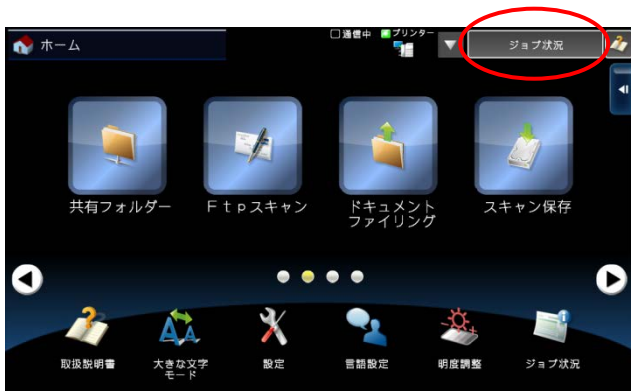 ホーム
通信中
プリンター
ジョブ状況
共有フォルダー
Ｆｔｐスキャン
ドキュメント
ファイリング
スキャン保存
取扱説明書
大きな文字
モード
設定
言語設定
明度調整
ジョブ状況